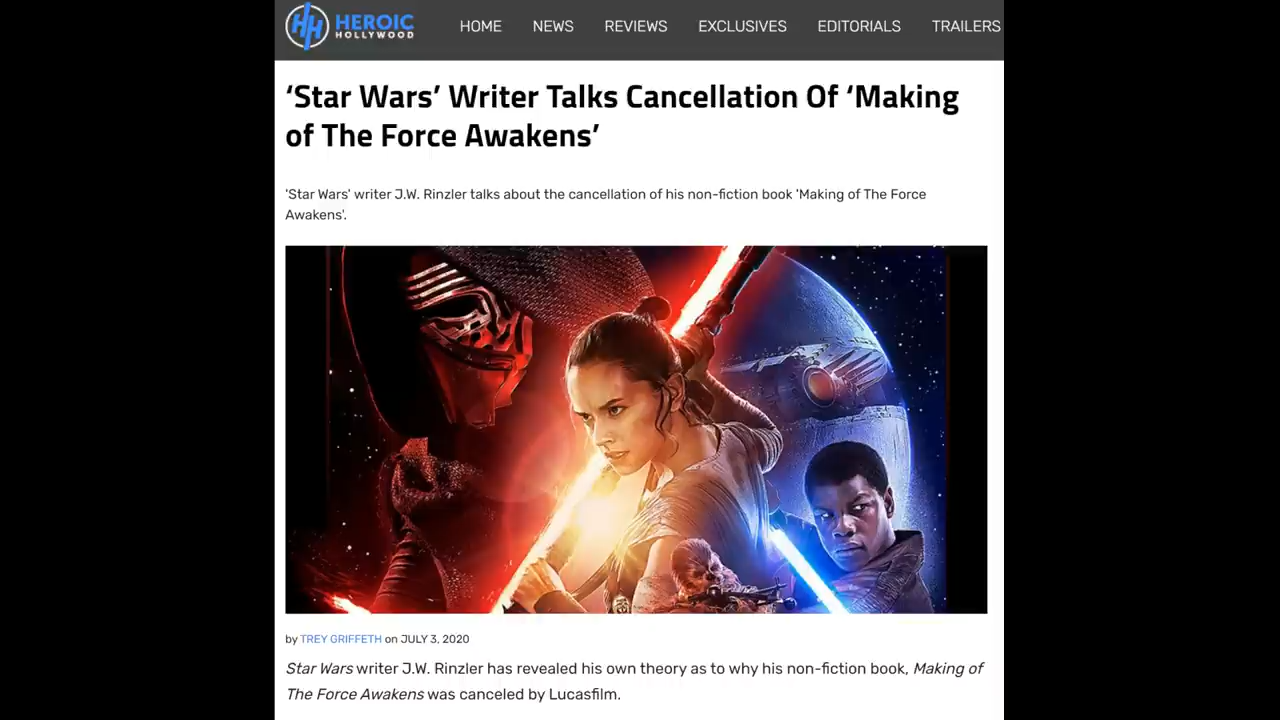 HEROIC
HOLLYWOOD
HOME NEWS REVIEWS EXCLUSIVES EDITORIALS TRAILERS
‘Star Wars’ Writer Talks Cancellation Of ‘Making
of The Force Awakens’
'Star Wars' writer J.W. Rinzler talks about the cancellation of his non-fiction book 'Making of The Force
Awakens'.
by TREY GRIFFETH on JULY 3, 2020
Star Wars writer J.W. Rinzler has revealed his own theory as to why his non-fiction book, Making of
The Force Awakens was canceled by Lucasfilm.